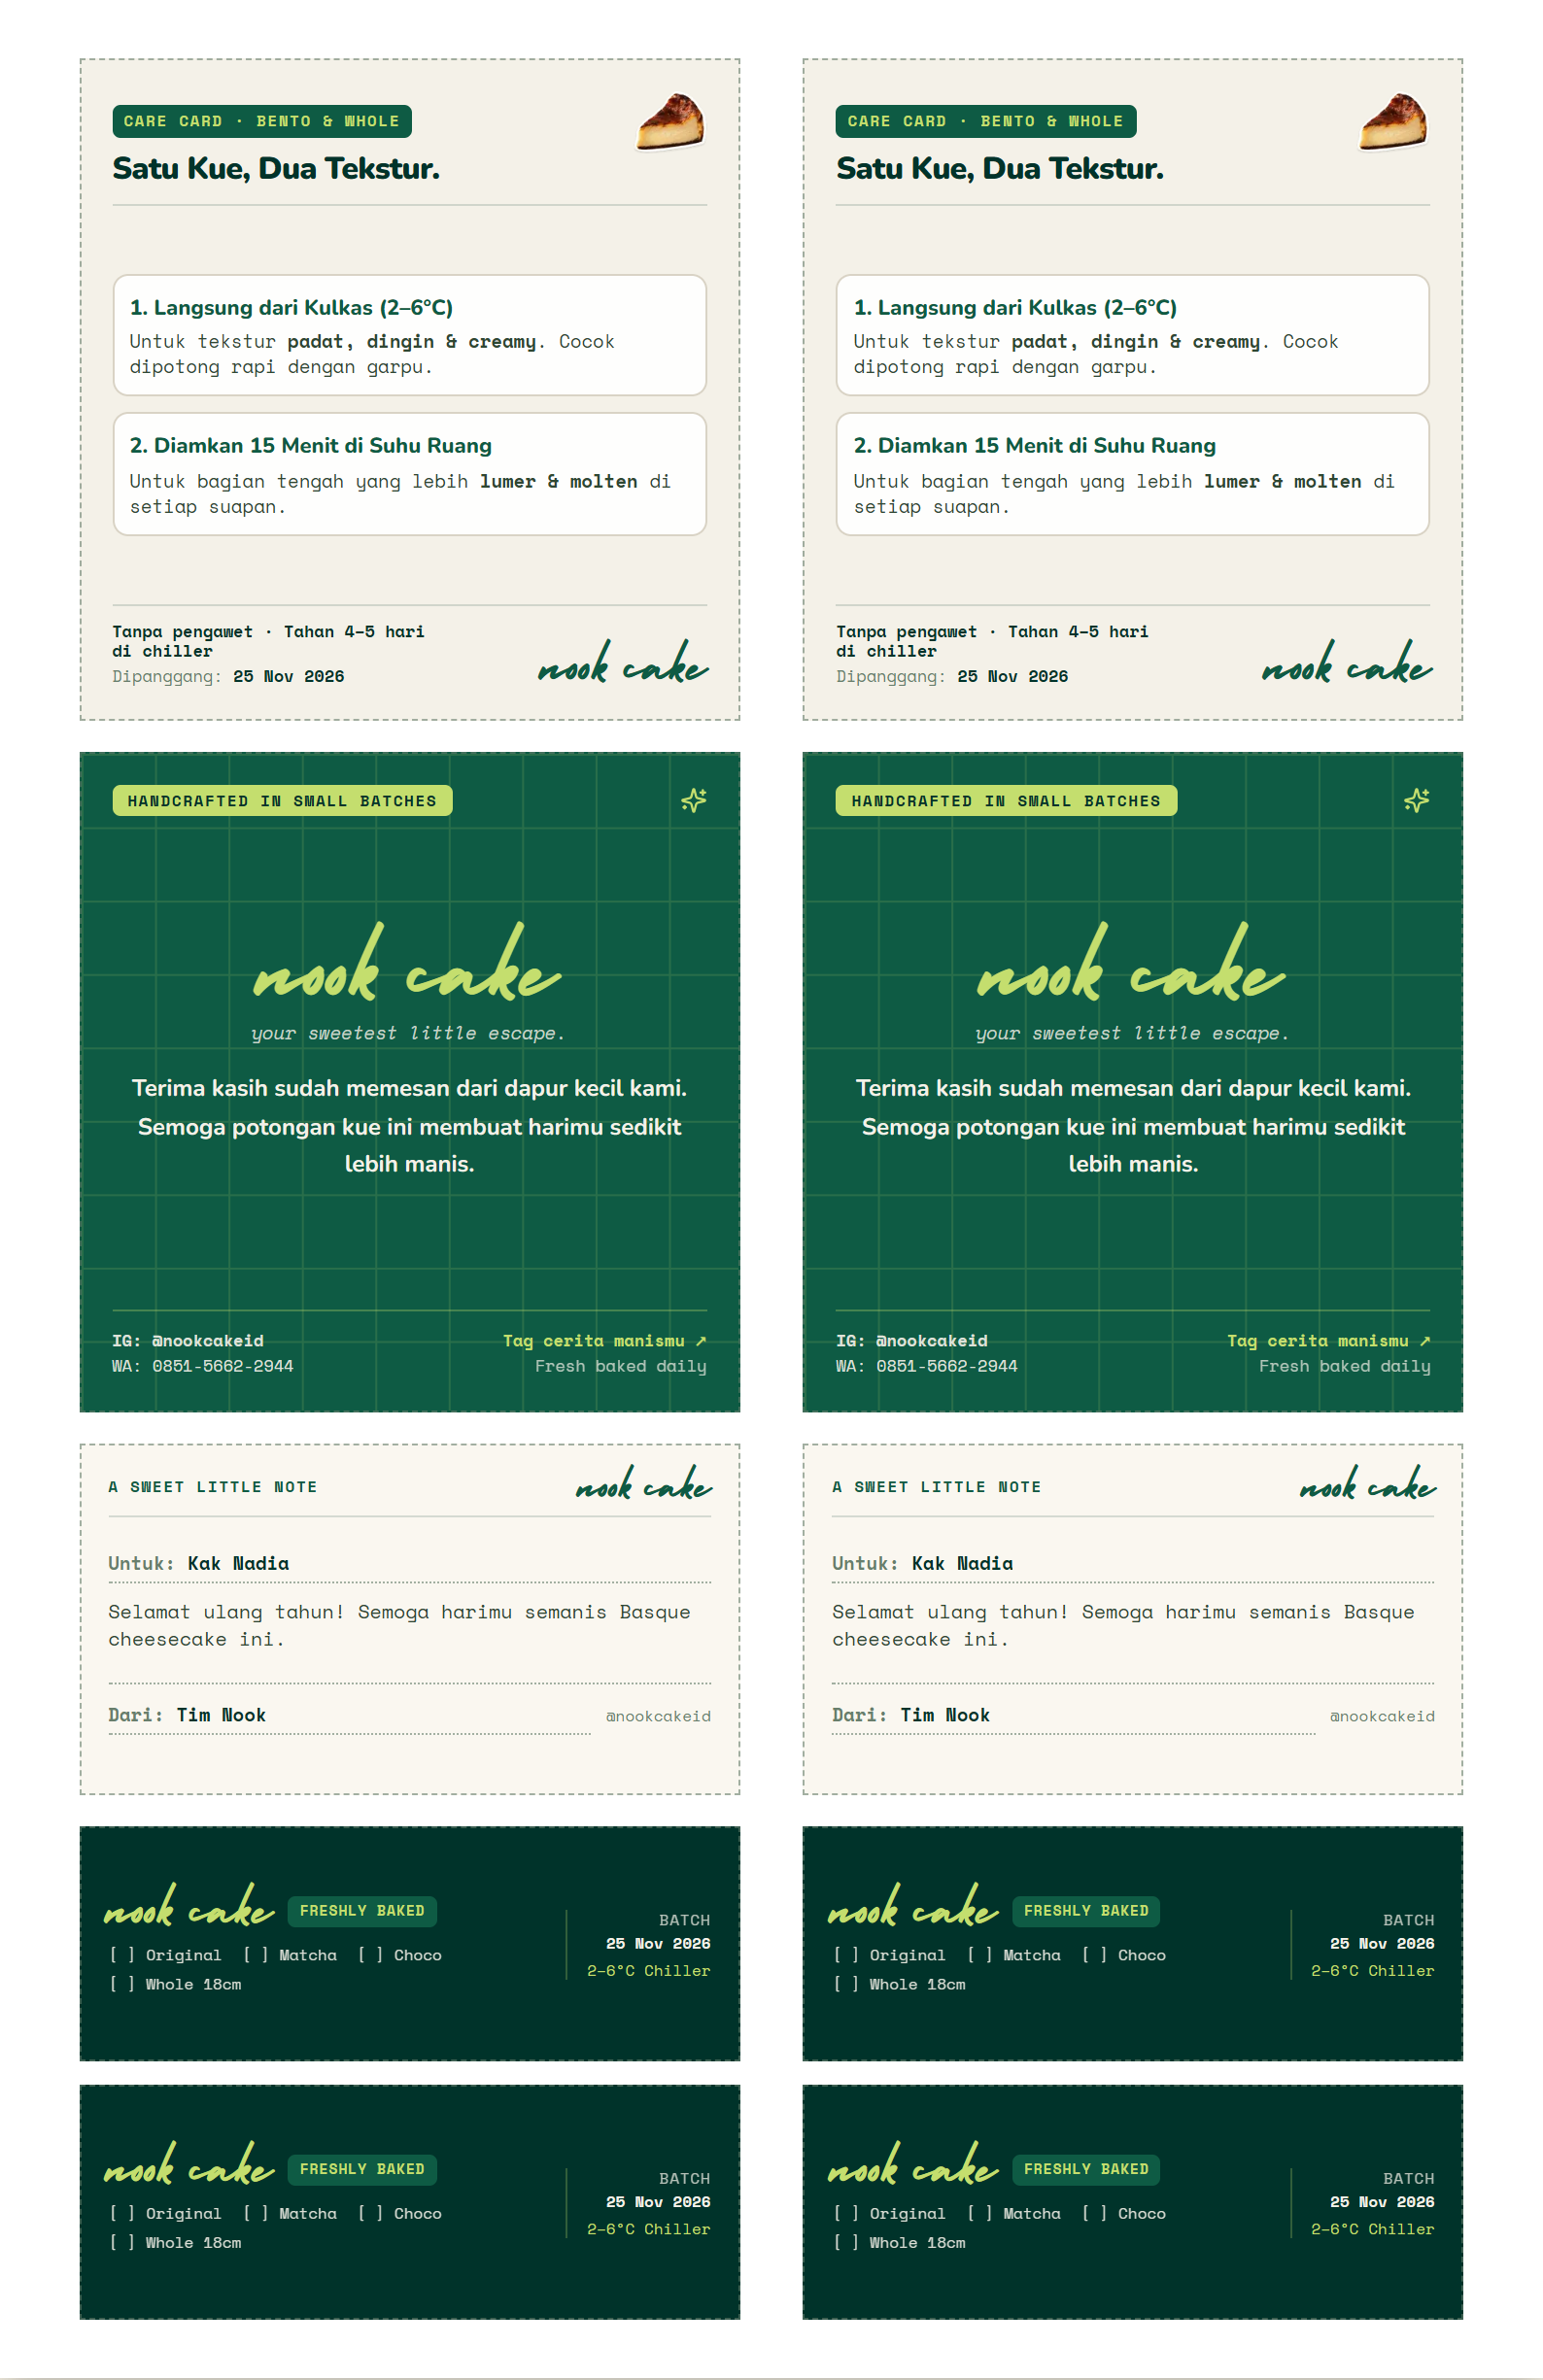 CARE CARD · BENTO & WHOLE
Satu Kue, Dua Tekstur.
1. Langsung dari Kulkas (2–6°C)
Untuk tekstur padat, dingin & creamy. Cocok
dipotong rapi dengan garpu.
2. Diamkan 15 Menit di Suhu Ruang
Untuk bagian tengah yang lebih lumer & molten di
setiap suapan.
Tanpa pengawet · Tahan 4–5 hari
di chiller
Dipanggang: 25 Nov 2026
nook cake
CARE CARD · BENTO & WHOLE
Satu Kue, Dua Tekstur.
1. Langsung dari Kulkas (2–6°C)
Untuk tekstur padat, dingin & creamy. Cocok
dipotong rapi dengan garpu.
2. Diamkan 15 Menit di Suhu Ruang
Untuk bagian tengah yang lebih lumer & molten di
setiap suapan.
Tanpa pengawet · Tahan 4–5 hari
di chiller
Dipanggang: 25 Nov 2026
nook cake
HANDCRAFTED IN SMALL BATCHES
nook cake
your sweetest little escape.
Terima kasih sudah memesan dari dapur kecil kami.
Semoga potongan kue ini membuat harimu sedikit
lebih manis.
IG: @nookcakeid
WA: 0851-5662-2944
Tag cerita manismu ↗
Fresh baked daily
HANDCRAFTED IN SMALL BATCHES
nook cake
your sweetest little escape.
Terima kasih sudah memesan dari dapur kecil kami.
Semoga potongan kue ini membuat harimu sedikit
lebih manis.
IG: @nookcakeid
WA: 0851-5662-2944
Tag cerita manismu ↗
Fresh baked daily
A SWEET LITTLE NOTE
nook cake
Untuk: Kak Nadia
Selamat ulang tahun! Semoga harimu semanis Basque
cheesecake ini.
Dari: Tim Nook
@nookcakeid
A SWEET LITTLE NOTE
nook cake
Untuk: Kak Nadia
Selamat ulang tahun! Semoga harimu semanis Basque
cheesecake ini.
Dari: Tim Nook
@nookcakeid
nook cake
FRESHLY BAKED
[ ] Original [ ] Matcha [ ] Choco
[ ] Whole 18cm
BATCH
25 Nov 2026
2–6°C Chiller
nook cake
FRESHLY BAKED
[ ] Original [ ] Matcha [ ] Choco
[ ] Whole 18cm
BATCH
25 Nov 2026
2–6°C Chiller
nook cake
FRESHLY BAKED
[ ] Original [ ] Matcha [ ] Choco
[ ] Whole 18cm
BATCH
25 Nov 2026
2–6°C Chiller
nook cake
FRESHLY BAKED
[ ] Original [ ] Matcha [ ] Choco
[ ] Whole 18cm
BATCH
25 Nov 2026
2–6°C Chiller